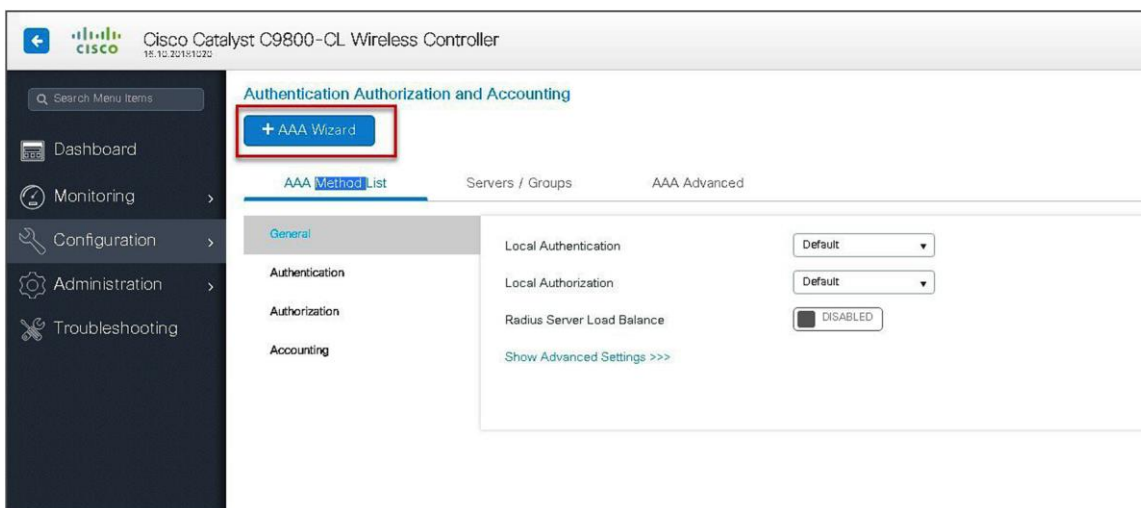 CISCO
Cisco Catalyst C9800-CL Wireless Controller
16.10.20181020
Search Menu Items
Dashboard
Monitoring
Configuration
Administration
Troubleshooting
Authentication Authorization and Accounting
+ AAA Wizard
AAA Method List
Servers / Groups
AAA Advanced
General
Authentication
Authorization
Accounting
Local Authentication
Default
Local Authorization
Default
Radius Server Load Balance
DISABLED
Show Advanced Settings >>>